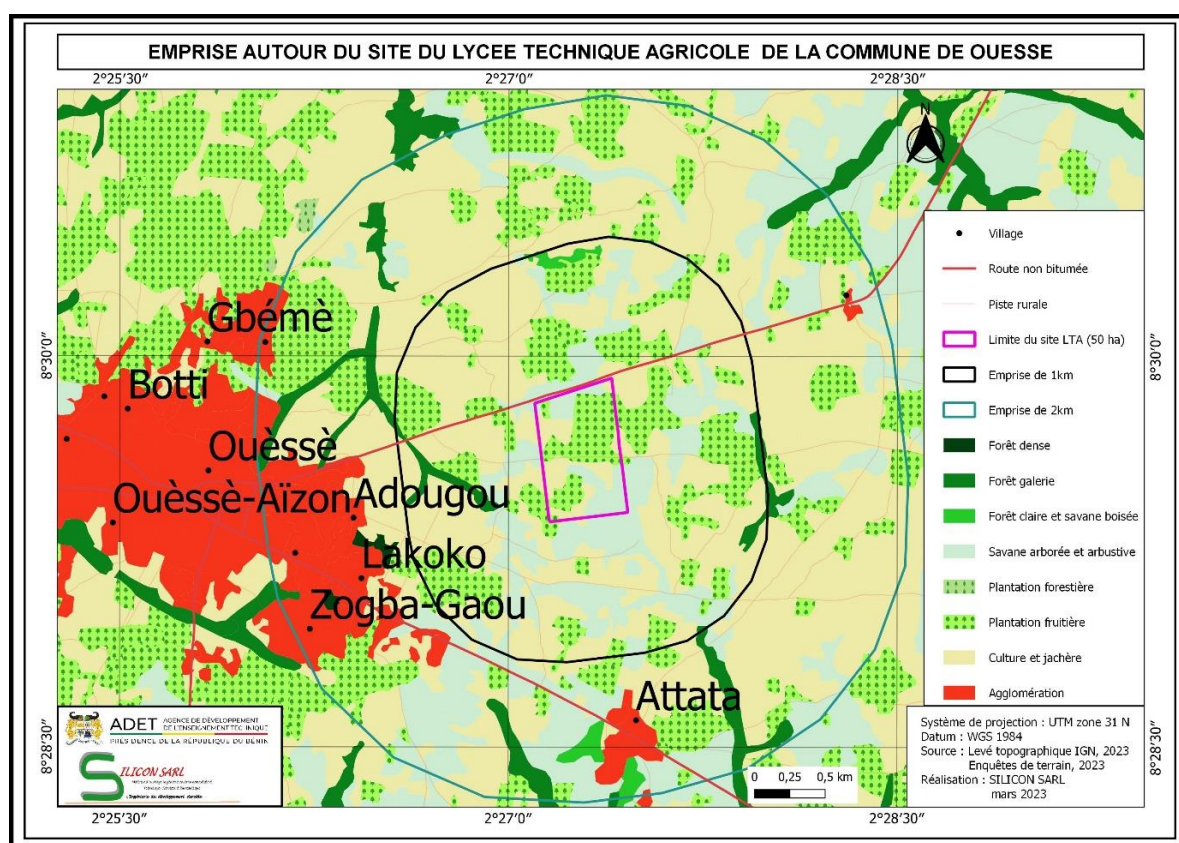 EMPRISE AUTOUR DU SITE DU LYCEE TECHNIQUE AGRICOLE DE LA COMMUNE DE OUESSE
2°25'30" 2°27'0" 2°28'30"
N
8°30'0" 8°30'0"
8°28'30" 8°28'30"
Gbémè
Botti
Ouèssè
Ouèssè-Aïzon
Adougou
Lakoko
Zogba-Gaou
Attata
Village
Route non bitumée
Piste rurale
Limite du site LTA (50 ha)
Emprise de 1km
Emprise de 2km
Forêt dense
Forêt galerie
Forêt claire et savane boisée
Savane arborée et arbustive
Plantation forestière
Plantation fruitière
Culture et jachère
Agglomération
ADET
AGENCE DE DÉVELOPPEMENT
DE L'ENSEIGNEMENT TECHNIQUE
PRÉSIDENCE DE LA RÉPUBLIQUE DU BÉNIN
SILICON SARL
0 0,25 0,5 km
Système de projection : UTM zone 31 N
Datum : WGS 1984
Source : Levé topographique IGN, 2023
Enquêtes de terrain, 2023
Réalisation : SILICON SARL
mars 2023
2°25'30" 2°27'0" 2°28'30"